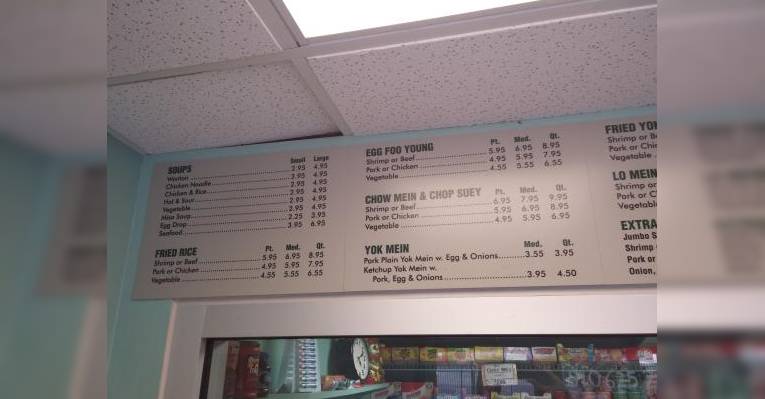 SOUPS Small Large
Wonton 2.95 4.95
Chicken Noodle 3.95 4.95
Chicken & Rice 2.95 4.95
Hot & Sour 2.95 4.95
Vegetable 2.95 4.95
Miso Soup 3.95 4.95
Egg Drop 2.25 3.95
Seafood 3.95 6.95
FRIED RICE Pt. Med. Qt.
Shrimp or Beef 5.95 6.95 8.95
Pork or Chicken 4.95 5.95 7.95
Vegetable 4.55 5.55 6.55
EGG FOO YOUNG Pt. Med. Qt.
Shrimp or Beef 5.95 6.95 8.95
Pork or Chicken 4.95 5.95 7.95
Vegetable 4.55 5.55 6.55
CHOW MEIN & CHOP SUEY Pt. Med. Qt.
Shrimp or Beef 6.95 7.95 9.95
Pork or Chicken 5.95 6.95 8.95
Vegetable 4.95 5.95 6.95
YOK MEIN Med. Qt.
Pork Plain Yok Mein w. Egg & Onions 3.55 3.95
Ketchup Yok Mein w.
Pork, Egg & Onions 3.95 4.50
FRIED YO
Shrimp or
Pork or C
Vegetable
LO MEIN
Shrimp or
Pork or C
Vegetabl
EXTRA
Jumbo S
Shrimp
Pork or
Onion,